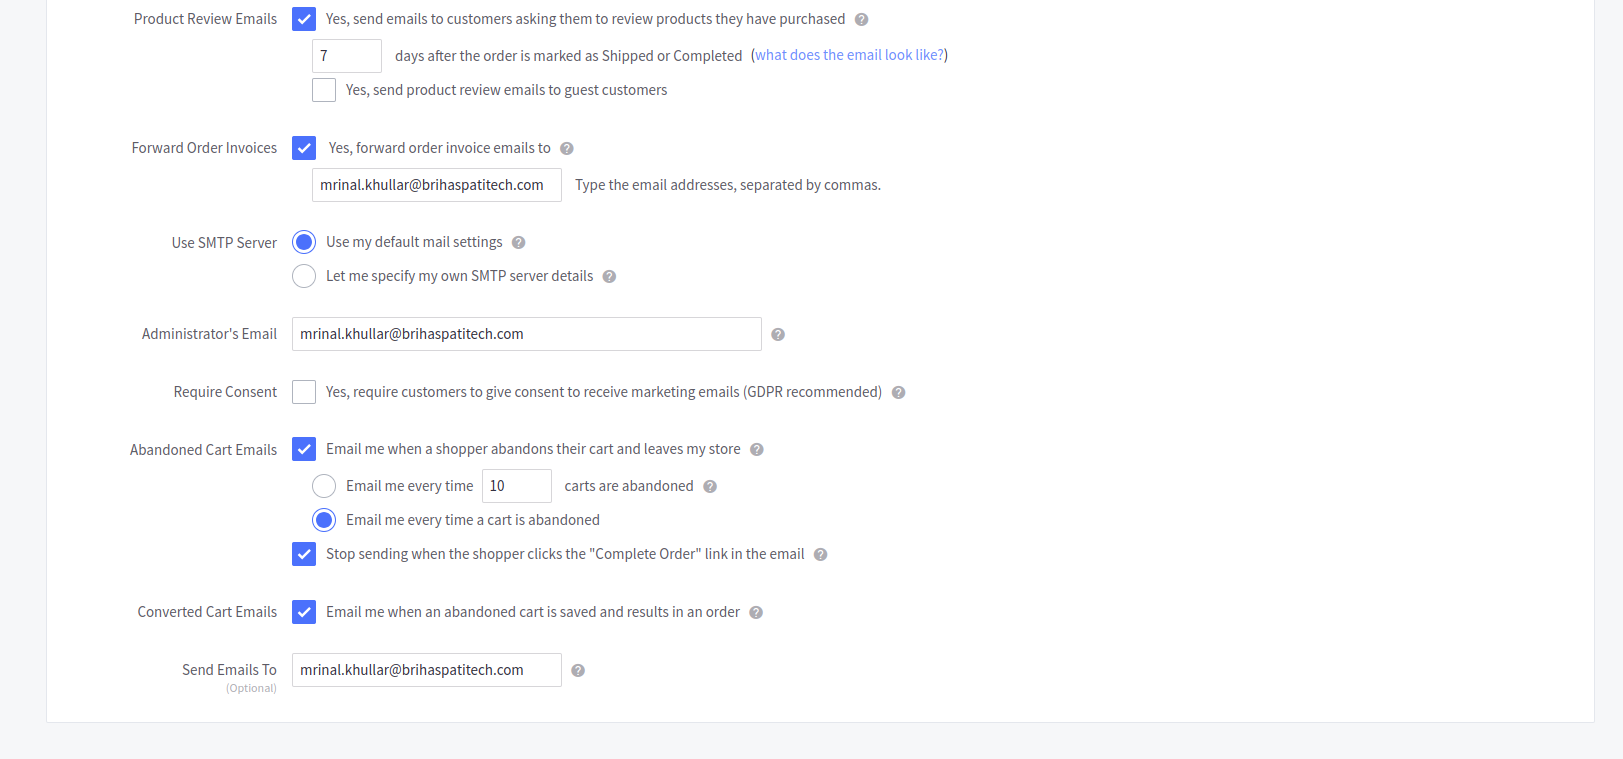 Product Review Emails Yes, send emails to customers asking them to review products they have purchased ?
7 days after the order is marked as Shipped or Completed (what does the email look like?)
Yes, send product review emails to guest customers
Forward Order Invoices Yes, forward order invoice emails to ?
mrinal.khullar@brihaspatitech.com Type the email addresses, separated by commas.
Use SMTP Server Use my default mail settings ?
Let me specify my own SMTP server details ?
Administrator's Email mrinal.khullar@brihaspatitech.com ?
Require Consent Yes, require customers to give consent to receive marketing emails (GDPR recommended) ?
Abandoned Cart Emails Email me when a shopper abandons their cart and leaves my store ?
Email me every time 10 carts are abandoned ?
Email me every time a cart is abandoned
Stop sending when the shopper clicks the "Complete Order" link in the email ?
Converted Cart Emails Email me when an abandoned cart is saved and results in an order ?
Send Emails To mrinal.khullar@brihaspatitech.com ?
(Optional)